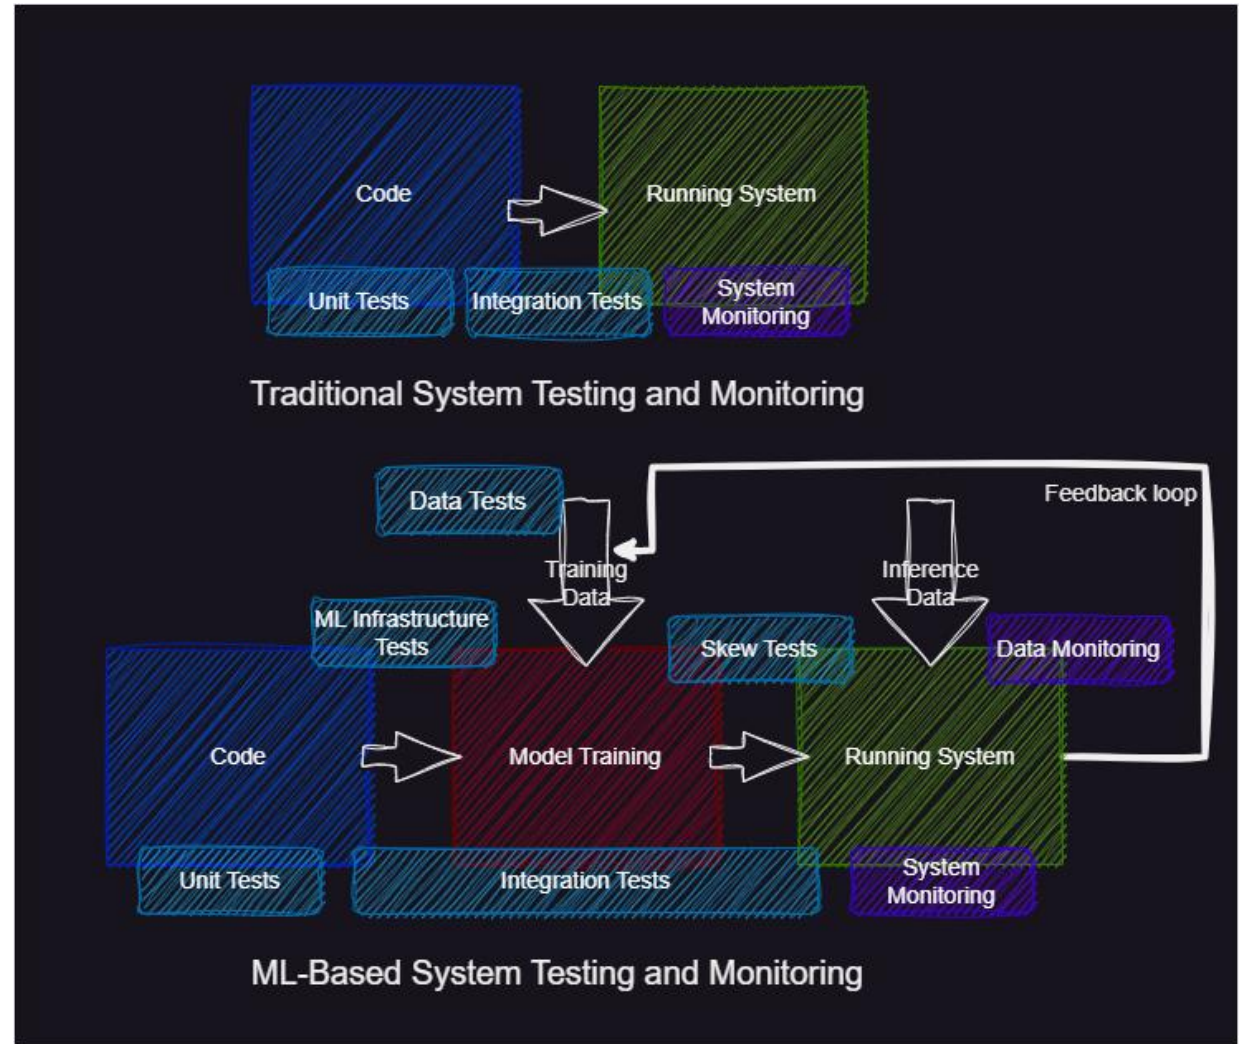 Code
Running System
Unit Tests
Integration Tests
System
Monitoring
Traditional System Testing and Monitoring
Data Tests
Feedback loop
Training
Data
Inference
Data
ML Infrastructure
Tests
Skew Tests
Data Monitoring
Code
Model Training
Running System
Unit Tests
Integration Tests
System
Monitoring
ML-Based System Testing and Monitoring